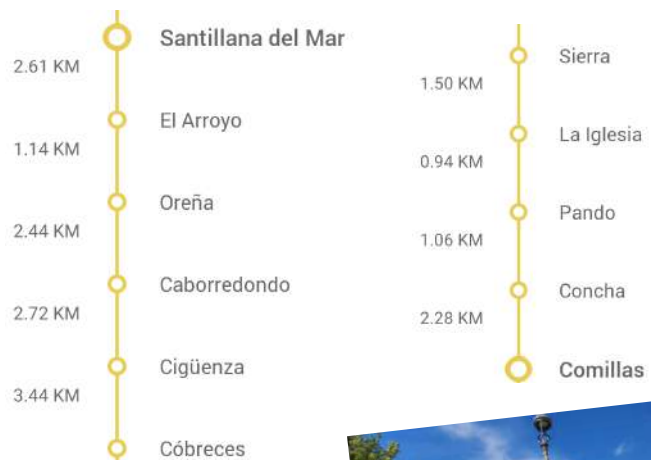 Santillana del Mar
2.61 KM
El Arroyo
1.14 KM
Oreña
2.44 KM
Caborredondo
2.72 KM
Cigüenza
3.44 KM
Cóbreces
Sierra
1.50 KM
La Iglesia
0.94 KM
Pando
1.06 KM
Concha
2.28 KM
Comillas